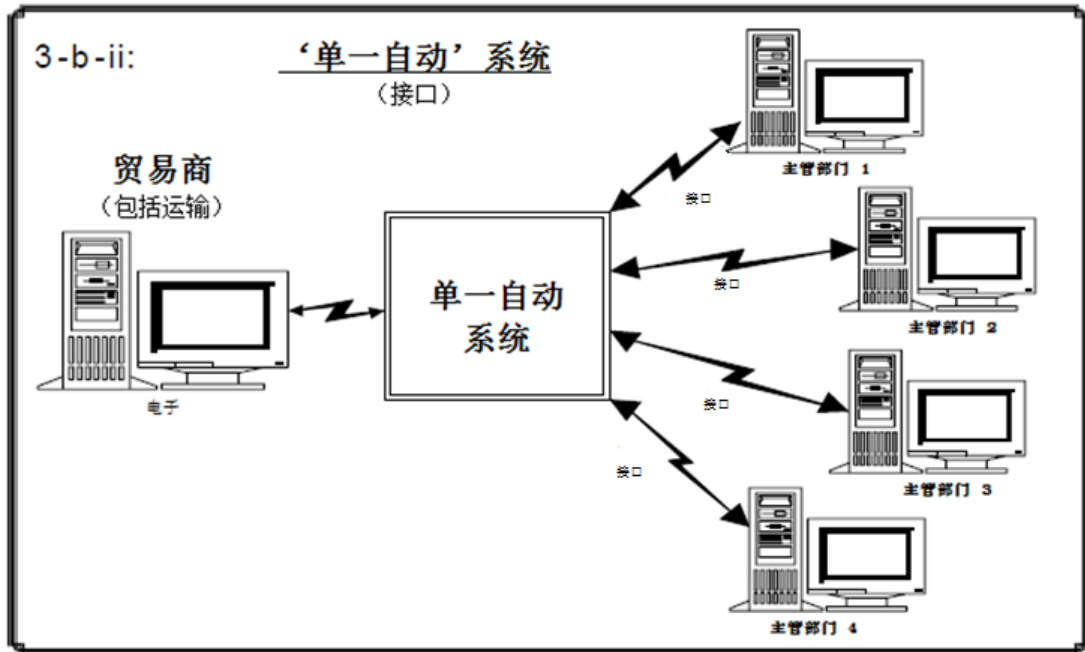 3-b-ii:
‘单一自动’系统
（接口）
贸易商
（包括运输）
电子
单一自动
系统
接口
主管部门 1
接口
主管部门 2
接口
主管部门 3
接口
主管部门 4